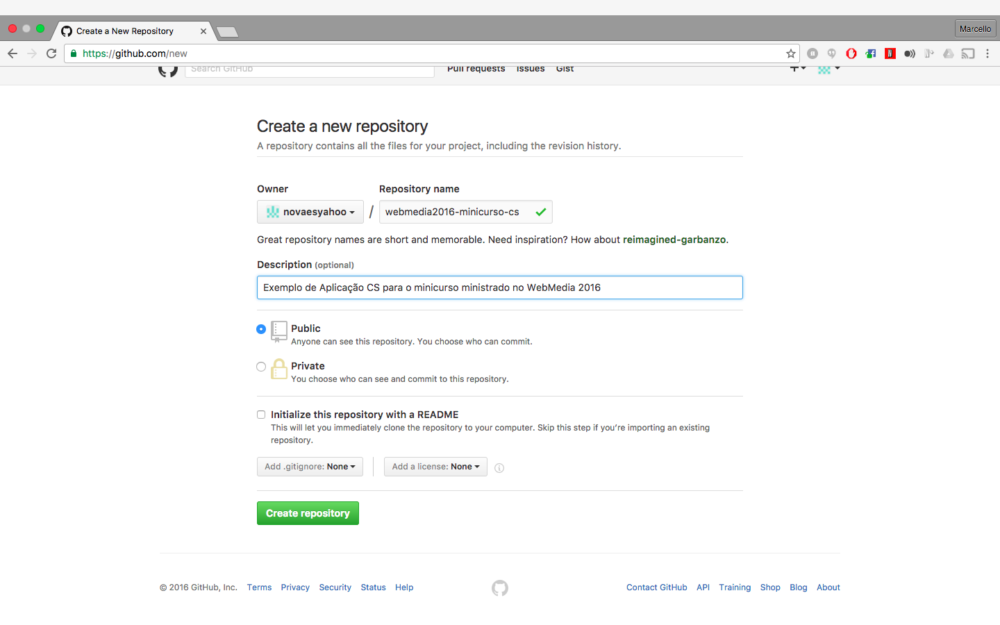 Create a New Repository
Marcello
https://github.com/new
Search GitHub
Pull requests Issues Gist
Create a new repository
A repository contains all the files for your project, including the revision history.
Owner Repository name
novaesyahoo / webmedia2016-minicurso-cs
Great repository names are short and memorable. Need inspiration? How about reimagined-garbanzo.
Description (optional)
Exemplo de Aplicação CS para o minicurso ministrado no WebMedia 2016
Public
Anyone can see this repository. You choose who can commit.
Private
You choose who can see and commit to this repository.
Initialize this repository with a README
This will let you immediately clone the repository to your computer. Skip this step if you’re importing an existing
repository.
Add .gitignore: None Add a license: None
Create repository
© 2016 GitHub, Inc. Terms Privacy Security Status Help Contact GitHub API Training Shop Blog About